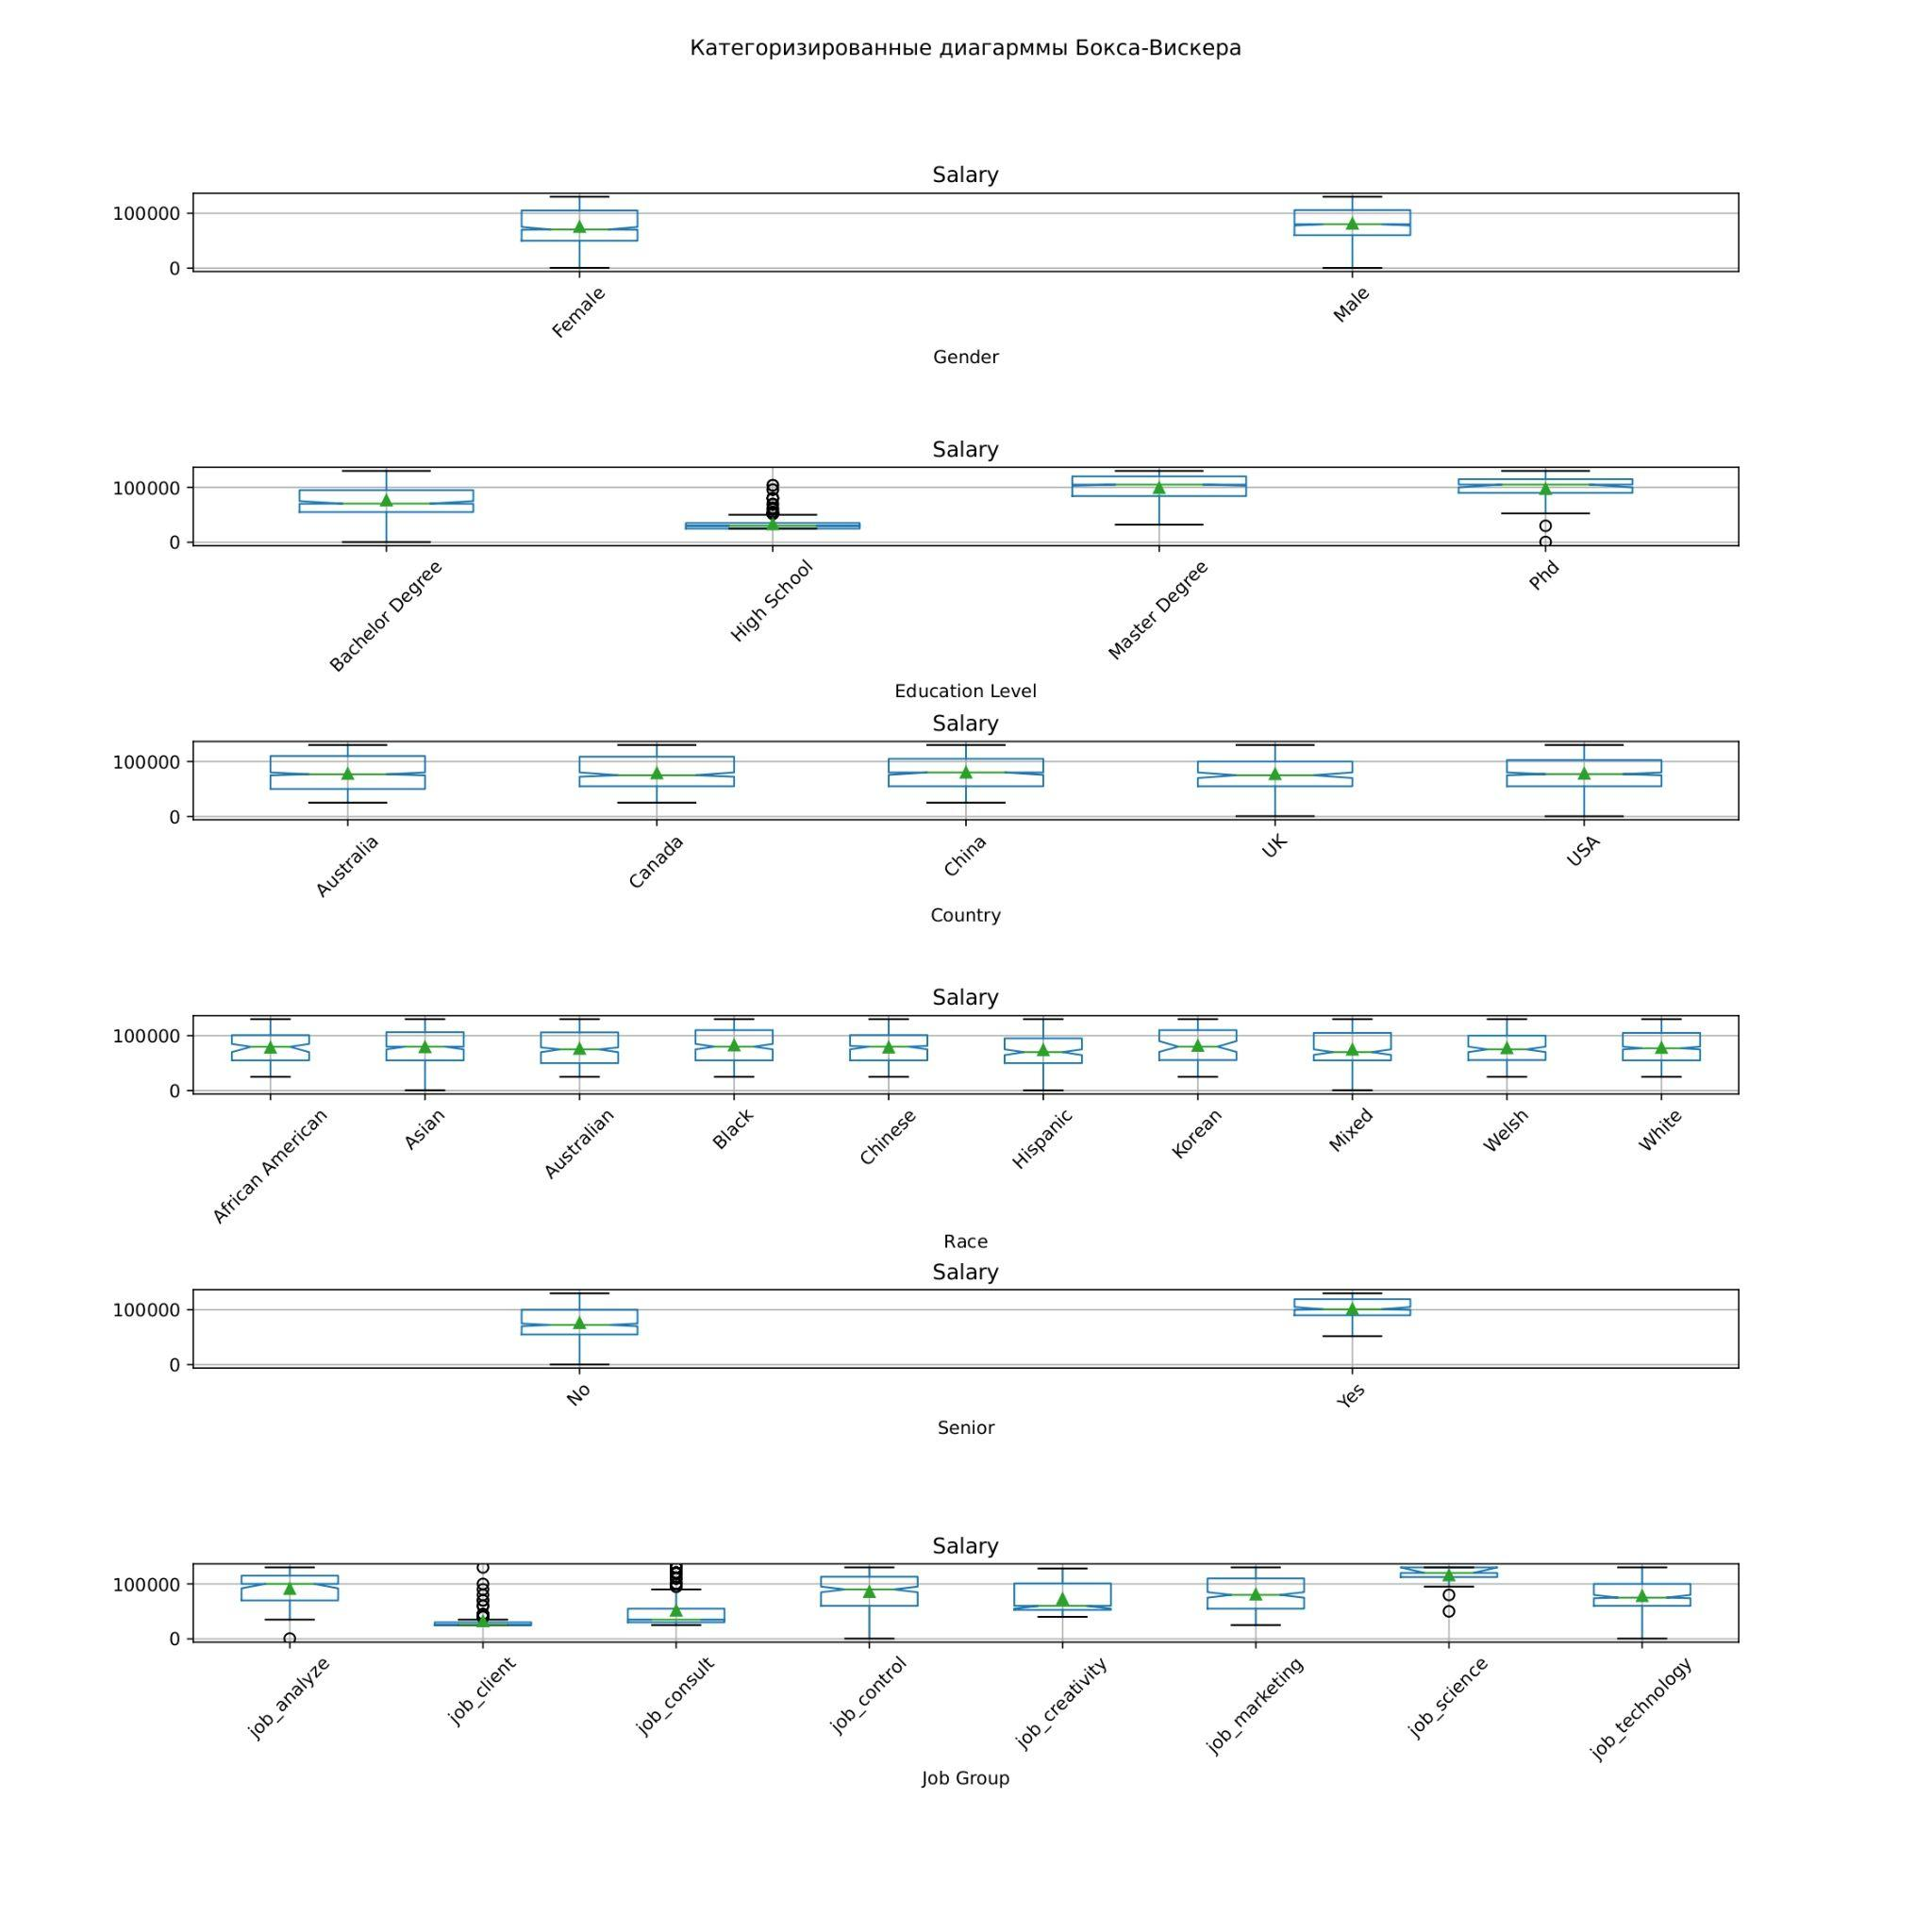 Категоризированные диагарммы Бокса-Вискера
Salary
100000
0
Female Male
Gender
Salary
100000
0
Bachelor Degree High School Master Degree Phd
Education Level
Salary
100000
0
Australia Canada China UK USA
Country
Salary
100000
0
African American Asian Australian Black Chinese Hispanic Korean Mixed Welsh White
Race
Salary
100000
0
No Yes
Senior
Salary
100000
0
job_analyze job_client job_consult job_control job_creativity job_marketing job_science job_technology
Job Group